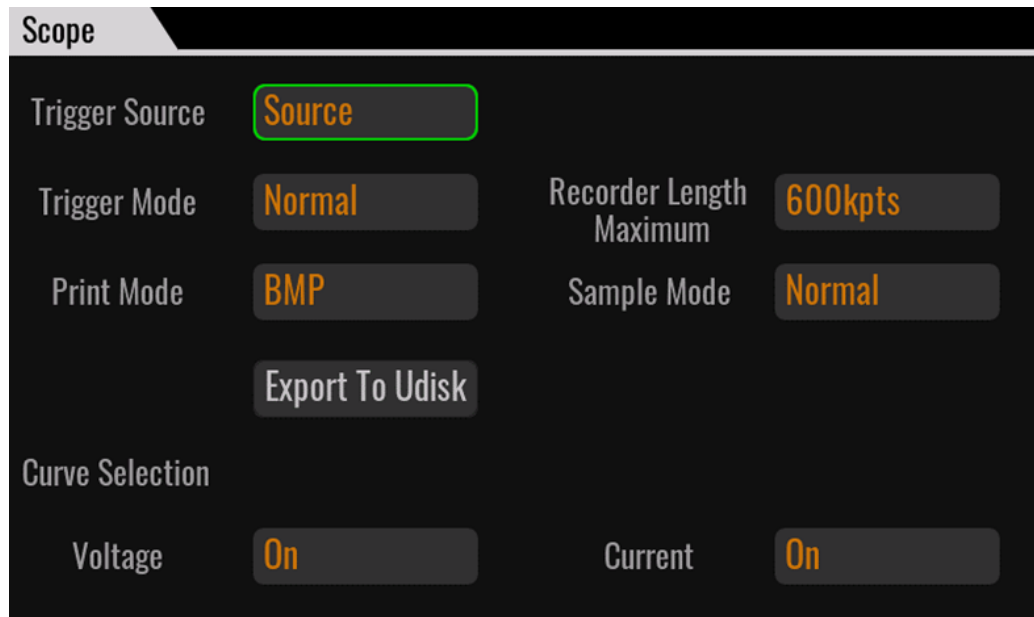 Scope
Trigger Source Source
Trigger Mode Normal Recorder Length Maximum 600kpts
Print Mode BMP Sample Mode Normal
Export To Udisk
Curve Selection
Voltage On Current On